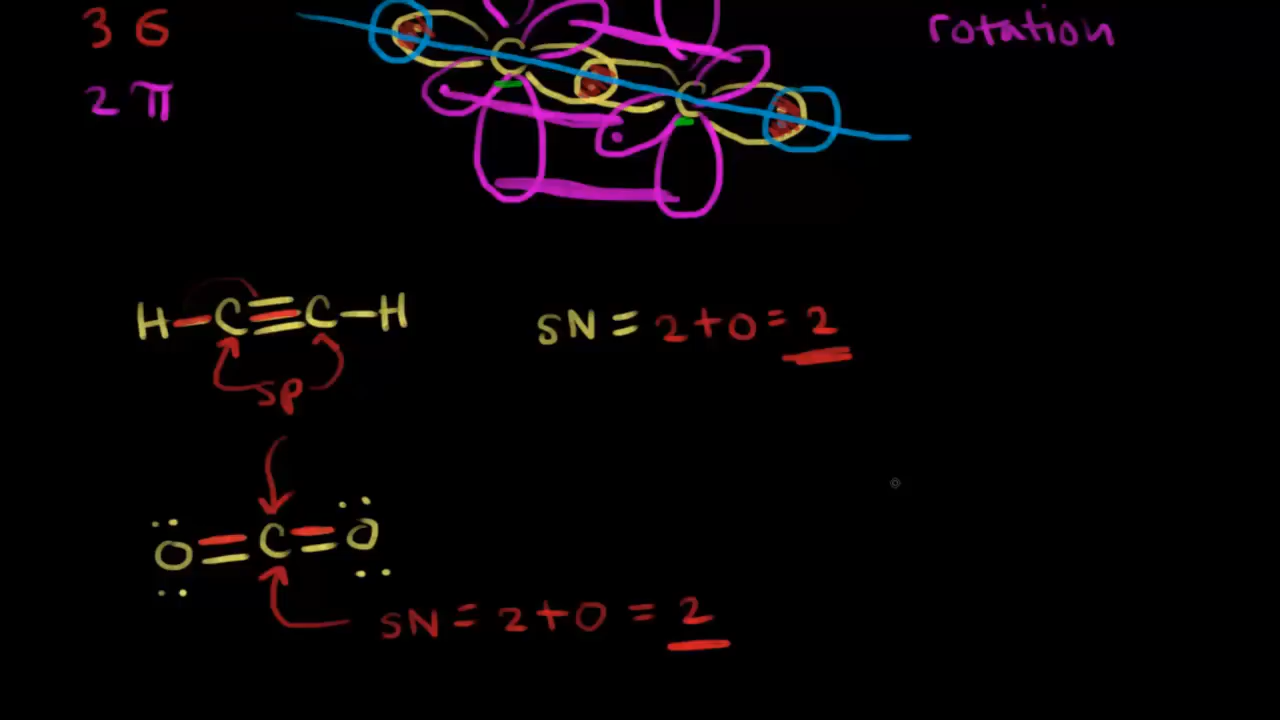 3 σ
rotation
2 π
C
C
H-C≡C-H
SN = 2+0 = 2
sp
O=C=O
SN = 2+0 = 2